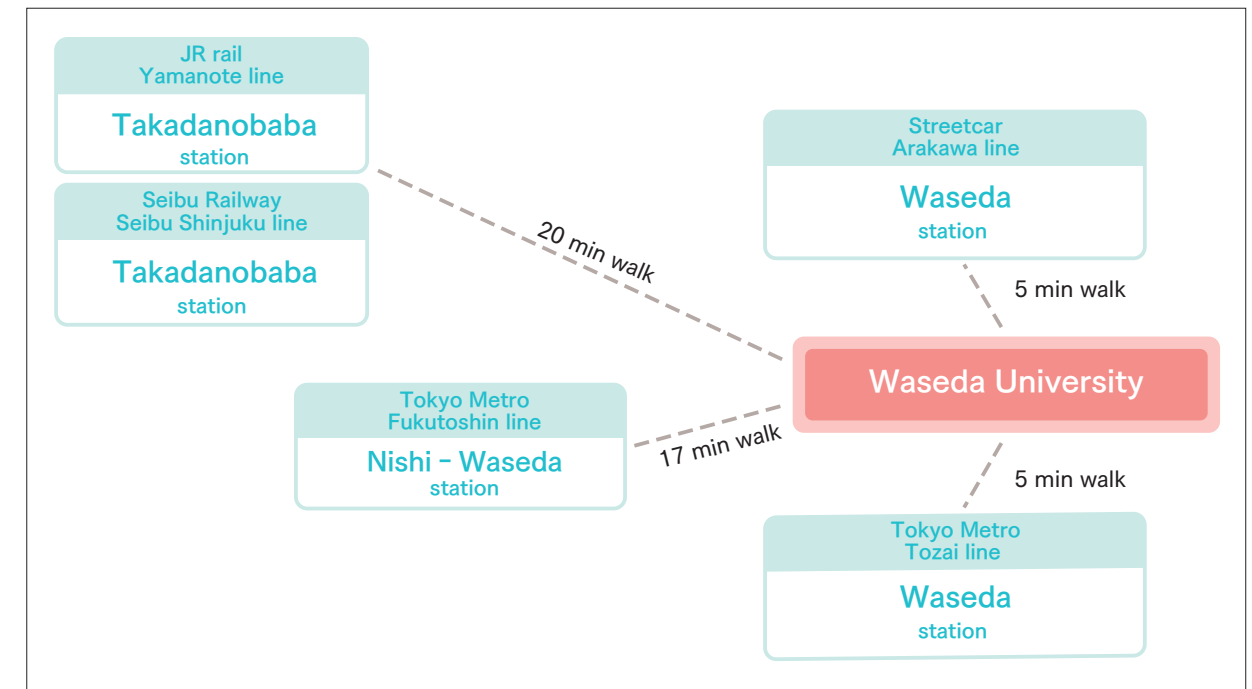 JR rail
Yamanote line
Takadanobaba
station
Seibu Railway
Seibu Shinjuku line
Takadanobaba
station
20 min walk
Streetcar
Arakawa line
Waseda
station
5 min walk
Waseda University
Tokyo Metro
Fukutoshin line
Nishi - Waseda
station
17 min walk
5 min walk
Tokyo Metro
Tozai line
Waseda
station